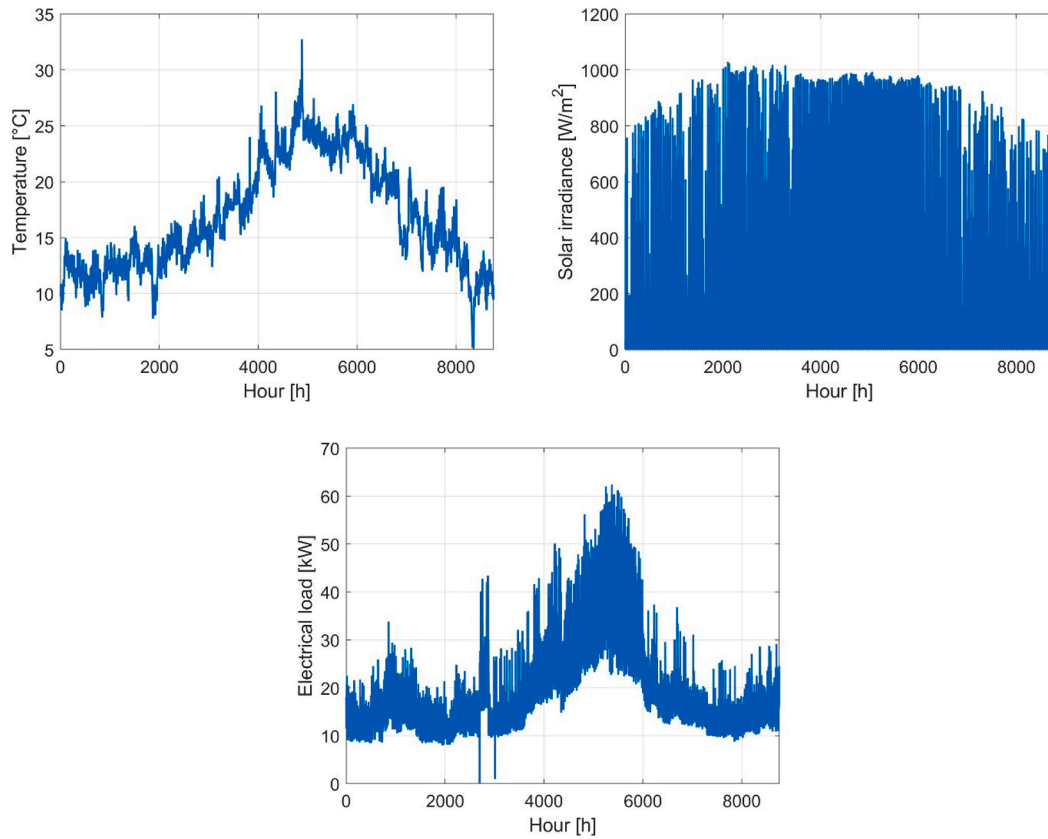 35
30
25
20
15
10
5
Temperature [°C]
0 2000 4000 6000 8000
Hour [h]
1200
1000
800
600
400
200
0
Solar irradiance [W/m²]
0 2000 4000 6000 8000
Hour [h]
70
60
50
40
30
20
10
0
Electrical load [kW]
0 2000 4000 6000 8000
Hour [h]